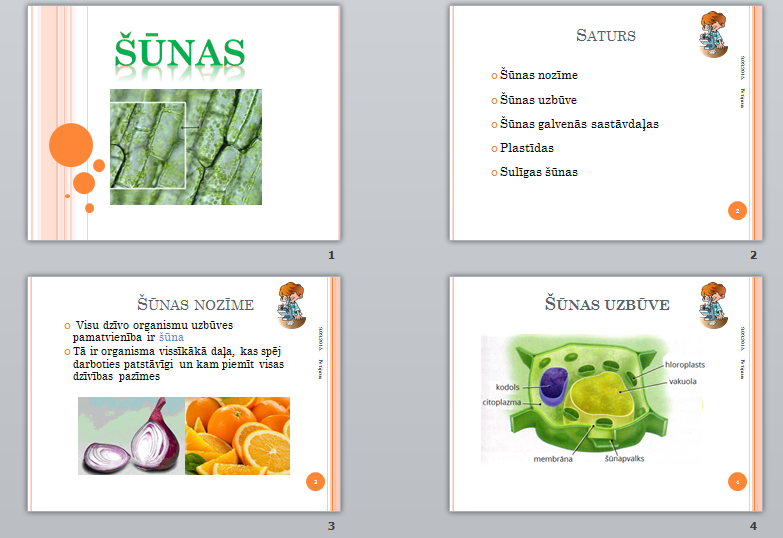 ŠŪNAS
1
SATURS
Šūnas nozīme
Šūnas uzbūve
Šūnas galvenās sastāvdaļas
Plastīdas
Sulīgas šūnas
2
2
ŠŪNAS NOZĪME
Visu dzīvo organismu uzbūves
pamatvienība ir šūna
Tā ir organisma vissīkākā daļa, kas spēj
darboties patstāvīgi un kam piemīt visas
dzīvības pazīmes
3
3
ŠŪNAS UZBŪVE
hloroplasts
vakuola
kodols
citoplazma
membrāna
šūnapvalks
4
4